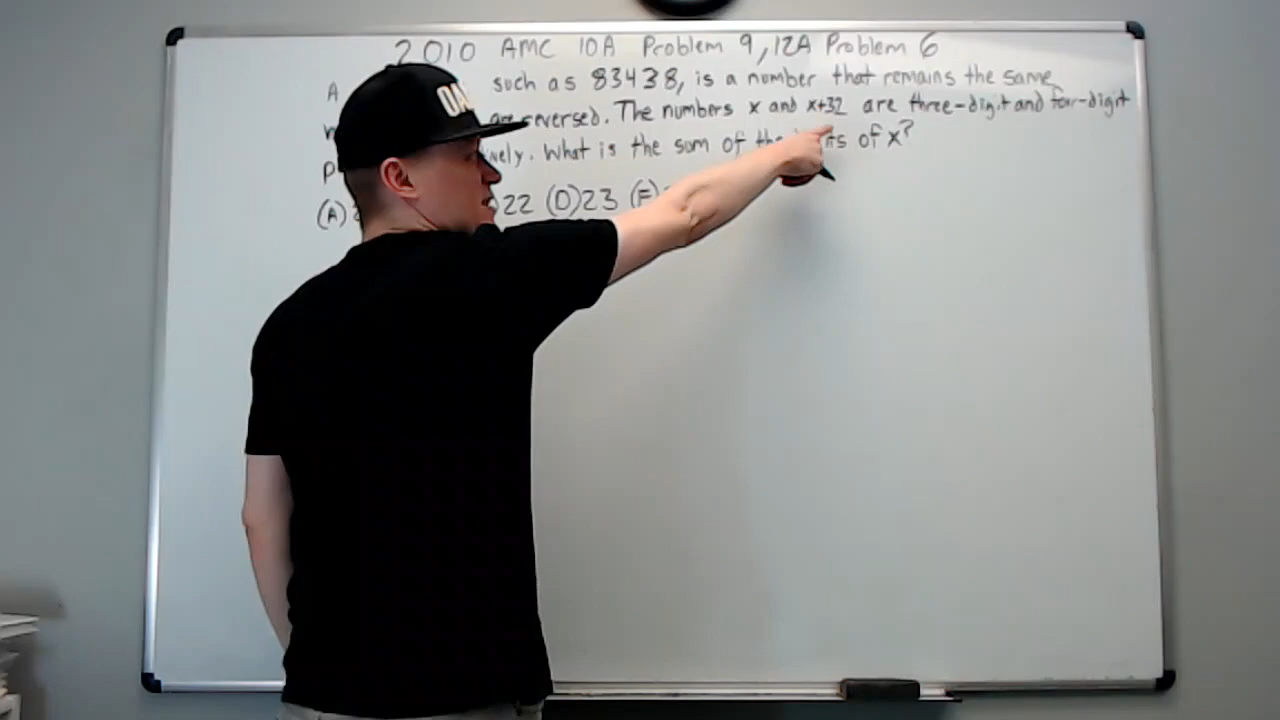 2010 AMC 10A Problem 9, 12A Problem 6
A such as 83438, is a number that remains the same
are reversed. The numbers x and x+32 are three-digit and four-digit
What is the sum of the of x?
(A) 22 (D) 23 (E)